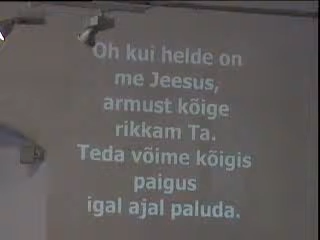 Oh kui helde on
me Jeesus,
armust kõige
rikkam Ta.
Teda võime kõigis
paigus
igal ajal paluda.